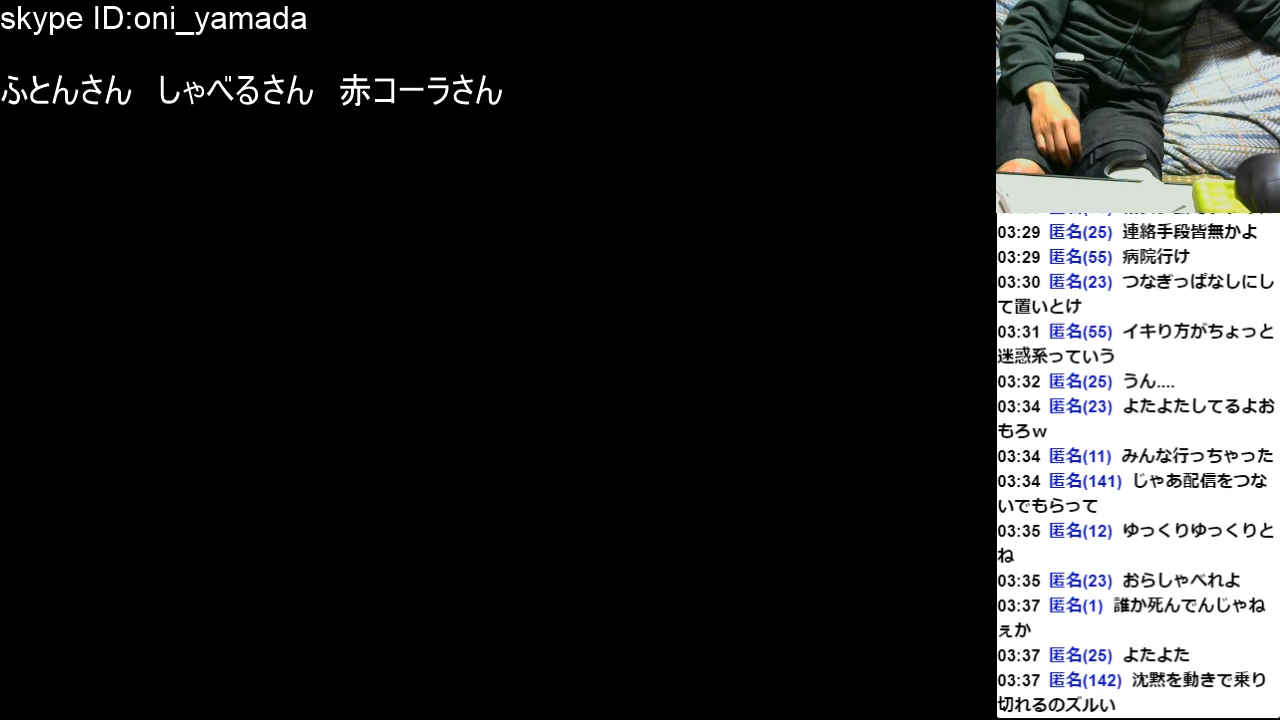 skype ID:oni_yamada
ふとんさん　しゃべるさん　赤コーラさん
03:29 匿名(25) 連絡手段皆無かよ
03:29 匿名(55) 病院行け
03:30 匿名(23) つなぎっぱなしにし
て置いとけ
03:31 匿名(55) イキり方がちょっと
迷惑系っていう
03:32 匿名(25) うん....
03:34 匿名(23) よたよたしてるよお
もろｗ
03:34 匿名(11) みんな行っちゃった
03:34 匿名(141) じゃあ配信をつな
いでもらって
03:35 匿名(12) ゆっくりゆっくりと
ね
03:35 匿名(23) おらしゃべれよ
03:37 匿名(1) 誰か死んでんじゃね
ぇか
03:37 匿名(25) よたよた
03:37 匿名(142) 沈黙を動きで乗り
切れるのズルい